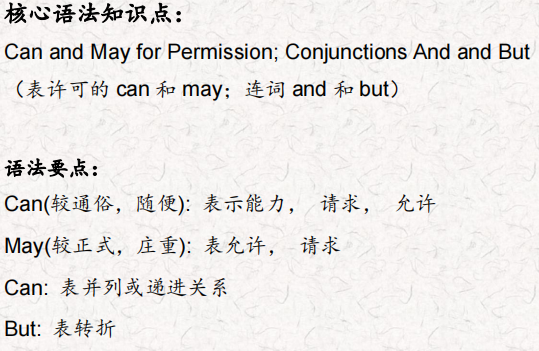 核心语法知识点：
Can and May for Permission; Conjunctions And and But
（表许可的 can 和 may；连词 and 和 but）
语法要点：
Can(较通俗，随便): 表示能力， 请求， 允许
May(较正式，庄重): 表允许， 请求
Can: 表并列或递进关系
But: 表转折